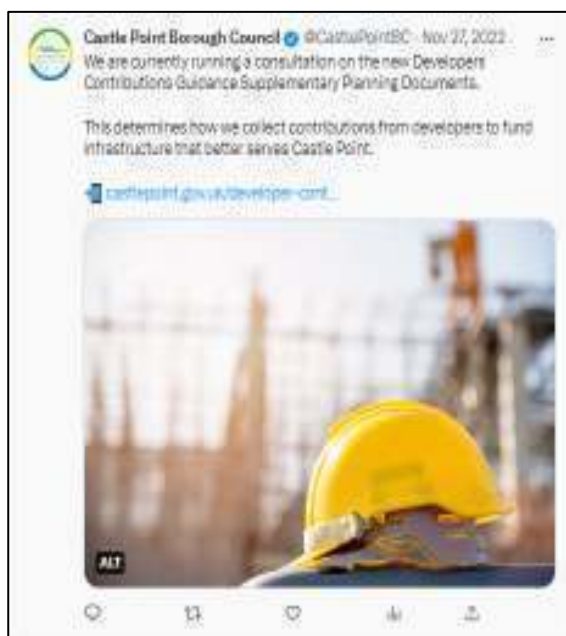 Castle Point Borough Council @CastlePointBC · Nov 27, 2022
We are currently running a consultation on the new Developers
Contributions Guidance Supplementary Planning Documents.
This determines how we collect contributions from developers to fund
infrastructure that better serves Castle Point.
castlepoint.gov.uk/developer-cont...
ALT